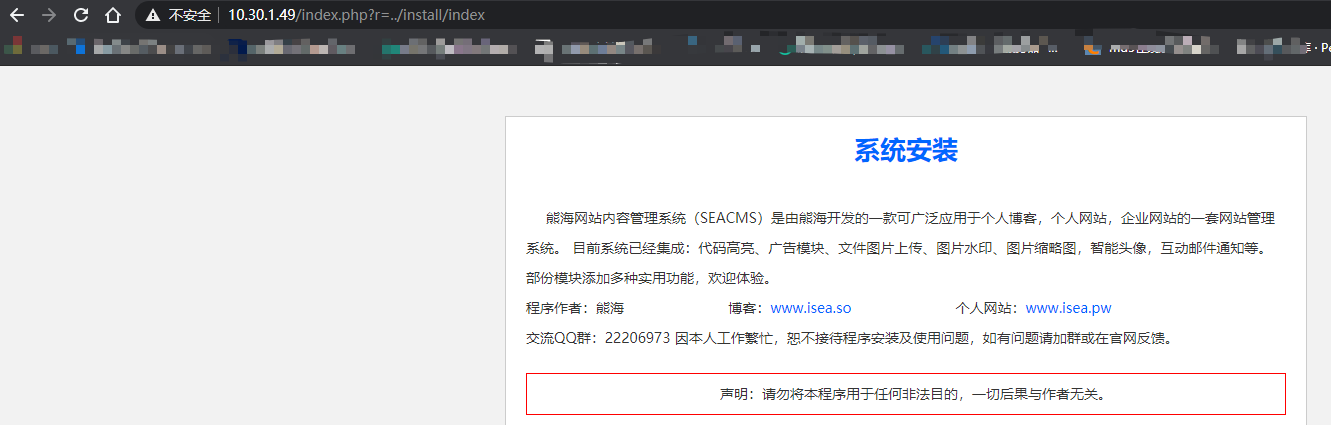 不安全 10.30.1.49/index.php?r=../install/index
系统安装
熊海网站内容管理系统（SEACMS）是由熊海开发的一款可广泛应用于个人博客，个人网站，企业网站的一套网站管理
系统。 目前系统已经集成：代码高亮、广告模块、文件图片上传、图片水印、图片缩略图，智能头像，互动邮件通知等。
部份模块添加多种实用功能，欢迎体验。
程序作者：熊海 博客：www.isea.so 个人网站：www.isea.pw
交流QQ群：22206973 因本人工作繁忙，恕不接待程序安装及使用问题，如有问题请加群或在官网反馈。
声明：请勿将本程序用于任何非法目的，一切后果与作者无关。